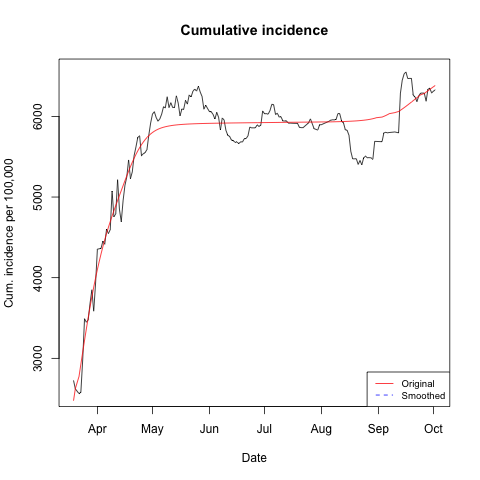 Cumulative incidence
Cum. incidence per 100,000
6000
5000
4000
3000
Original
Smoothed
Apr May Jun Jul Aug Sep Oct
Date